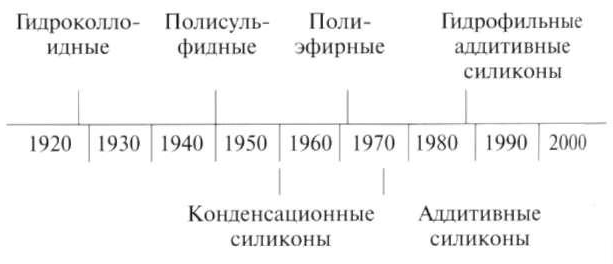 Гидроколло-
идные
Полисуль-
фидные
Поли-
эфирные
Гидрофильные
аддитивные
силиконы
1920 1930 1940 1950 1960 1970 1980 1990 2000
Конденсационные
силиконы
Аддитивные
силиконы